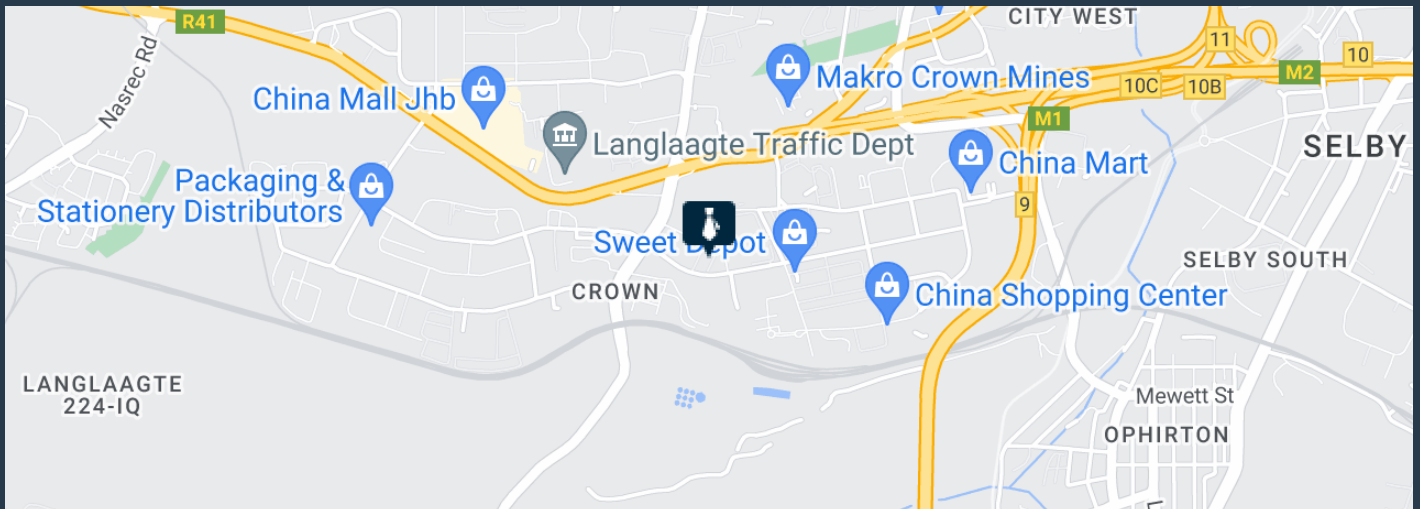 R41
CITY WEST
11
10
Nasrec Rd
M2
Makro Crown Mines
10C
10B
China Mall Jhb
M1
Langlaagte Traffic Dept
SELBY
China Mart
Packaging &
Stationery Distributors
9
Sweet Depot
SELBY SOUTH
CROWN
China Shopping Center
LANGLAAGTE
224-IQ
Mewett St
OPHIRTON